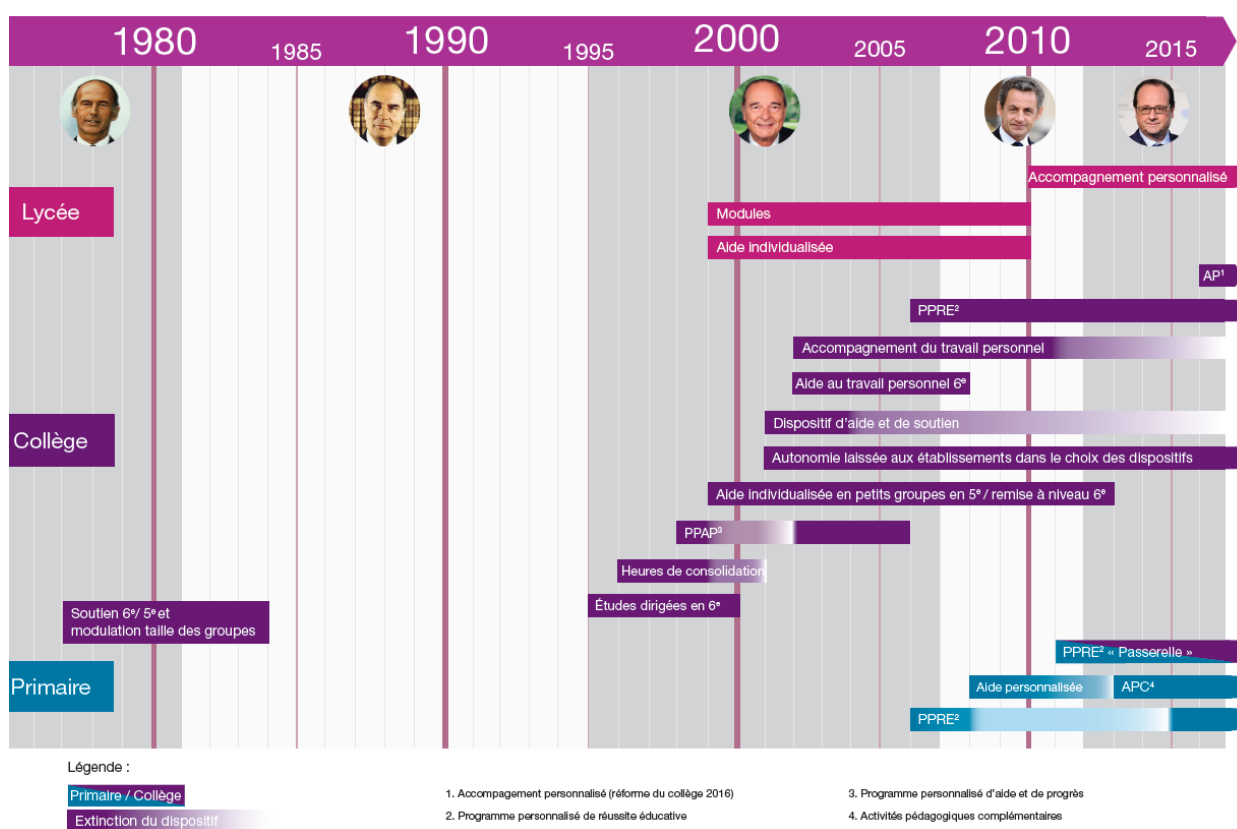 1980 1985 1990 1995 2000 2005 2010 2015
Accompagnement personnalisé
Lycée
Modules
Aide individualisée
AP¹
PPRE²
Accompagnement du travail personnel
Aide au travail personnel 6ᵉ
Dispositif d'aide et de soutien
Collège
Autonomie laissée aux établissements dans le choix des dispositifs
Aide individualisée en petits groupes en 5ᵉ / remise à niveau 6ᵉ
PPAP³
Heures de consolidation
Études dirigées en 6ᵉ
Soutien 6ᵉ/ 5ᵉ et
modulation taille des groupes
PPRE² « Passerelle »
Primaire
Aide personnalisée
APC⁴
PPRE²
Légende :
Primaire / Collège
Extinction du dispositif
1. Accompagement personnalisé (réforme du collège 2016)
2. Programme personnalisé de réussite éducative
3. Programme personnalisé d'aide et de progrès
4. Activités pédagogiques complémentaires